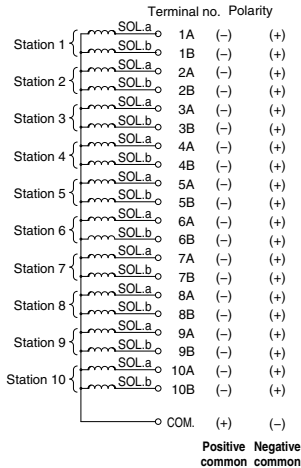 Terminal no. Polarity
Station 1 SOL.a 1A (–) (+)
SOL.b 1B (–) (+)
Station 2 SOL.a 2A (–) (+)
SOL.b 2B (–) (+)
Station 3 SOL.a 3A (–) (+)
SOL.b 3B (–) (+)
Station 4 SOL.a 4A (–) (+)
SOL.b 4B (–) (+)
Station 5 SOL.a 5A (–) (+)
SOL.b 5B (–) (+)
Station 6 SOL.a 6A (–) (+)
SOL.b 6B (–) (+)
Station 7 SOL.a 7A (–) (+)
SOL.b 7B (–) (+)
Station 8 SOL.a 8A (–) (+)
SOL.b 8B (–) (+)
Station 9 SOL.a 9A (–) (+)
SOL.b 9B (–) (+)
Station 10 SOL.a 10A (–) (+)
SOL.b 10B (–) (+)
COM. (+) (–)
Positive Negative
common common